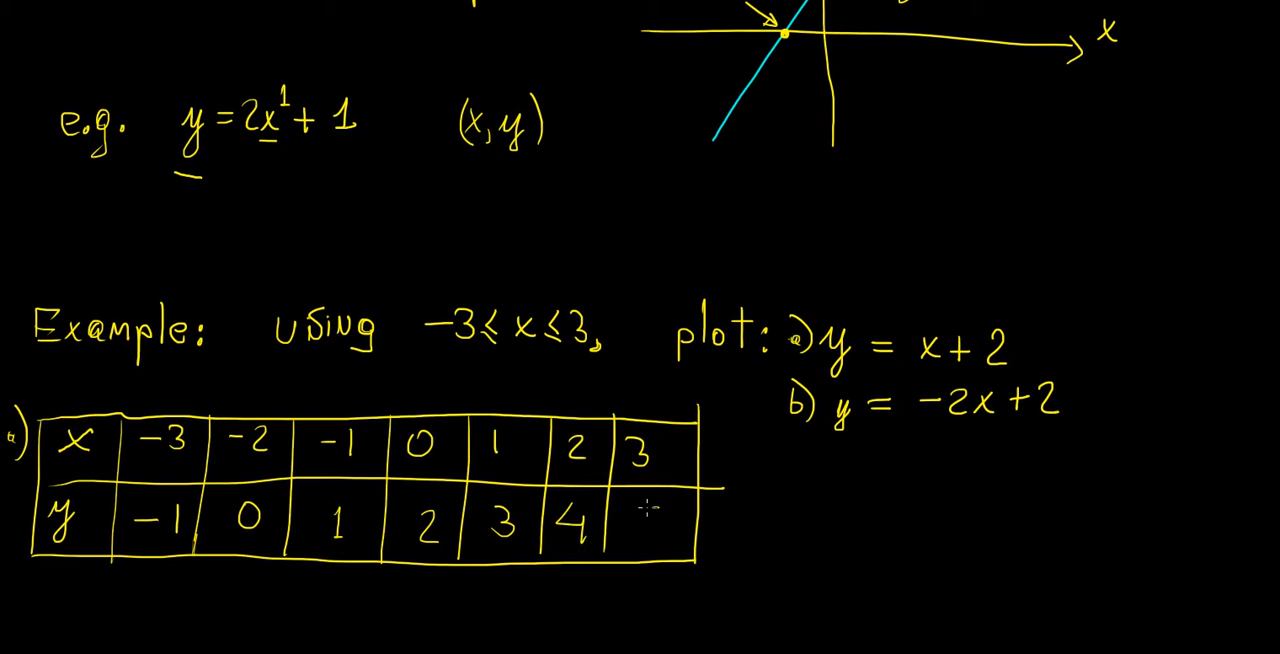 x
e.g. y = 2x¹ + 1 (x, y)
Example: using -3 ≤ x ≤ 3, plot: a) y = x + 2
b) y = -2x + 2
a) x -3 -2 -1 0 1 2 3
y -1 0 1 2 3 4